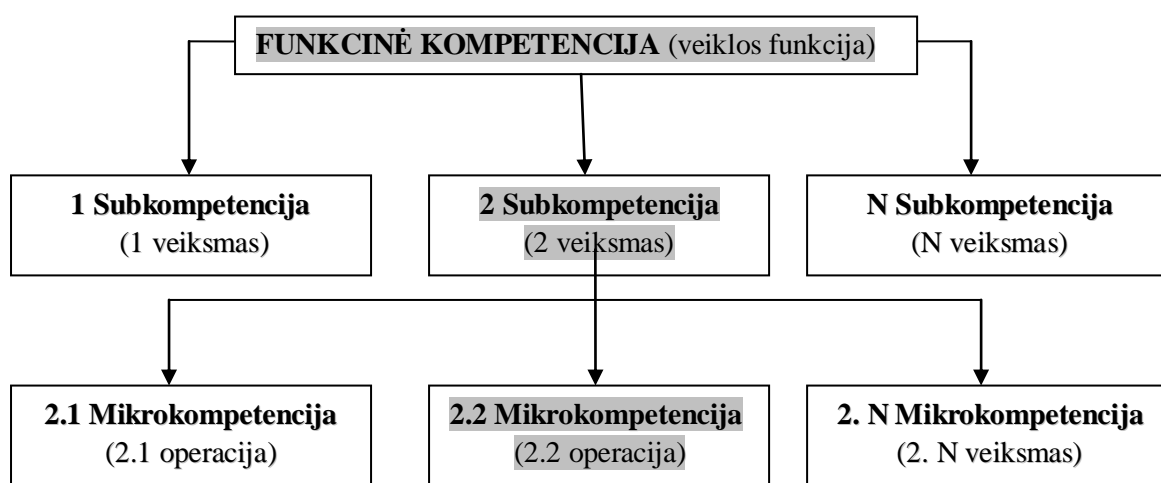 FUNKCINĖ KOMPETENCIJA (veiklos funkcija)
1 Subkompetencija
(1 veiksmas)
2 Subkompetencija
(2 veiksmas)
N Subkompetencija
(N veiksmas)
2.1 Mikrokompetencija
(2.1 operacija)
2.2 Mikrokompetencija
(2.2 operacija)
2. N Mikrokompetencija
(2. N veiksmas)